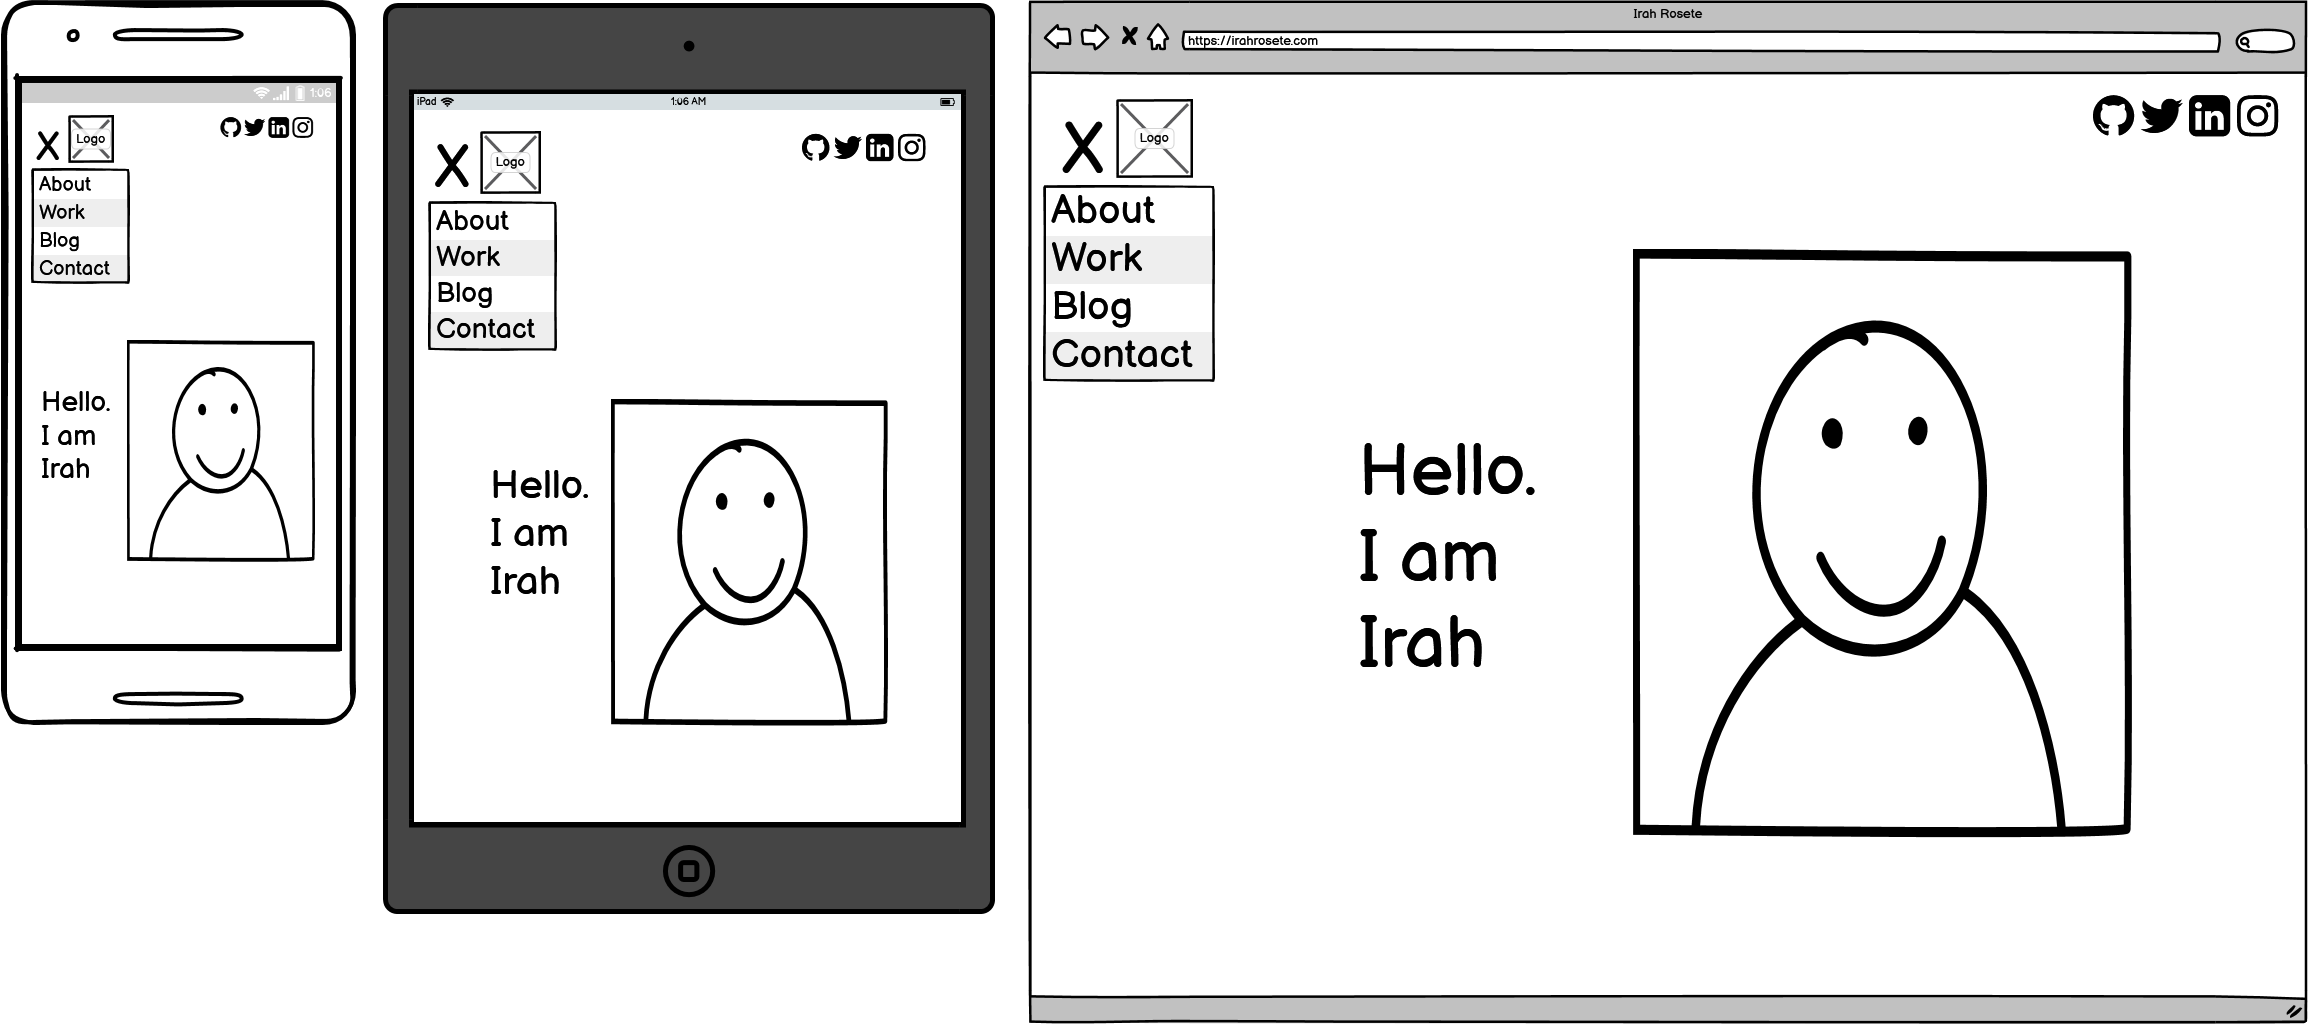 1:06
Logo
About
Work
Blog
Contact
Hello.
I am
Irah
iPad
1:06 AM
Logo
About
Work
Blog
Contact
Hello.
I am
Irah
Irah Rosete
https://irahrosete.com
Logo
in
About
Work
Blog
Contact
Hello.
I am
Irah